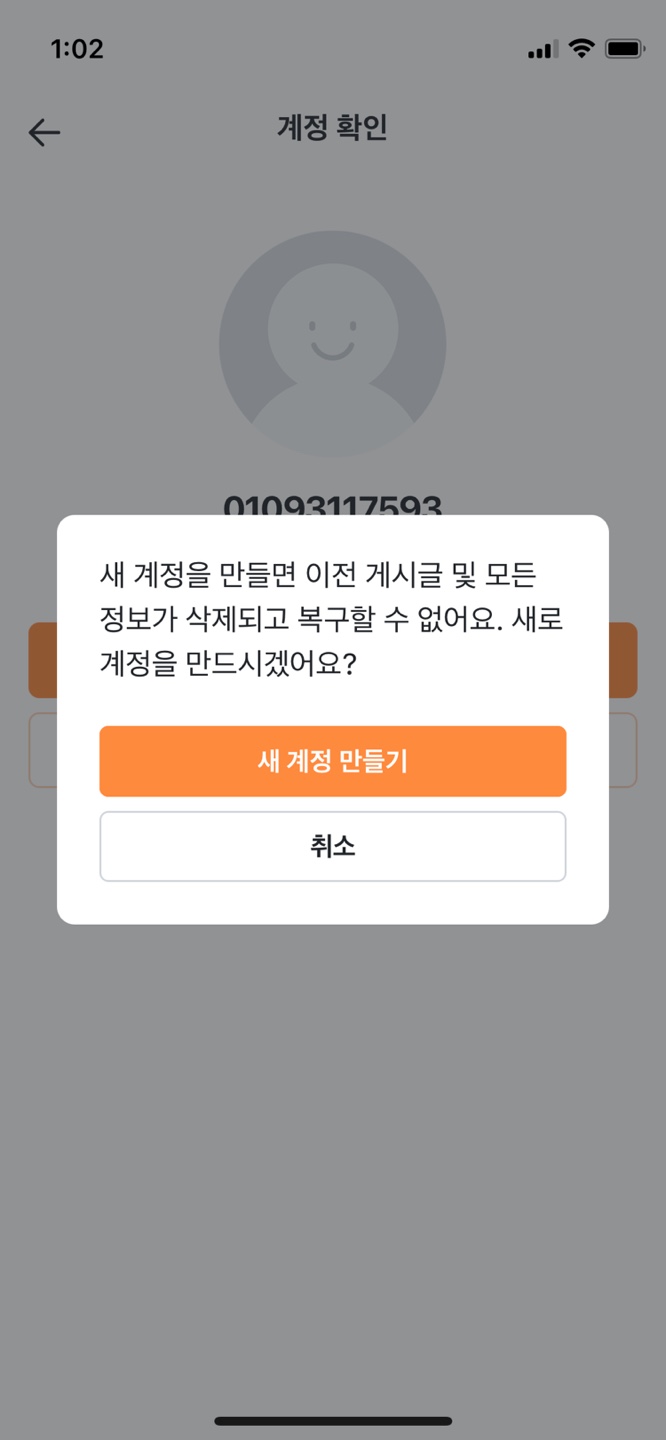 1:02
계정 확인
01093117593
새 계정을 만들면 이전 게시글 및 모든
정보가 삭제되고 복구할 수 없어요. 새로
계정을 만드시겠어요?
새 계정 만들기
취소